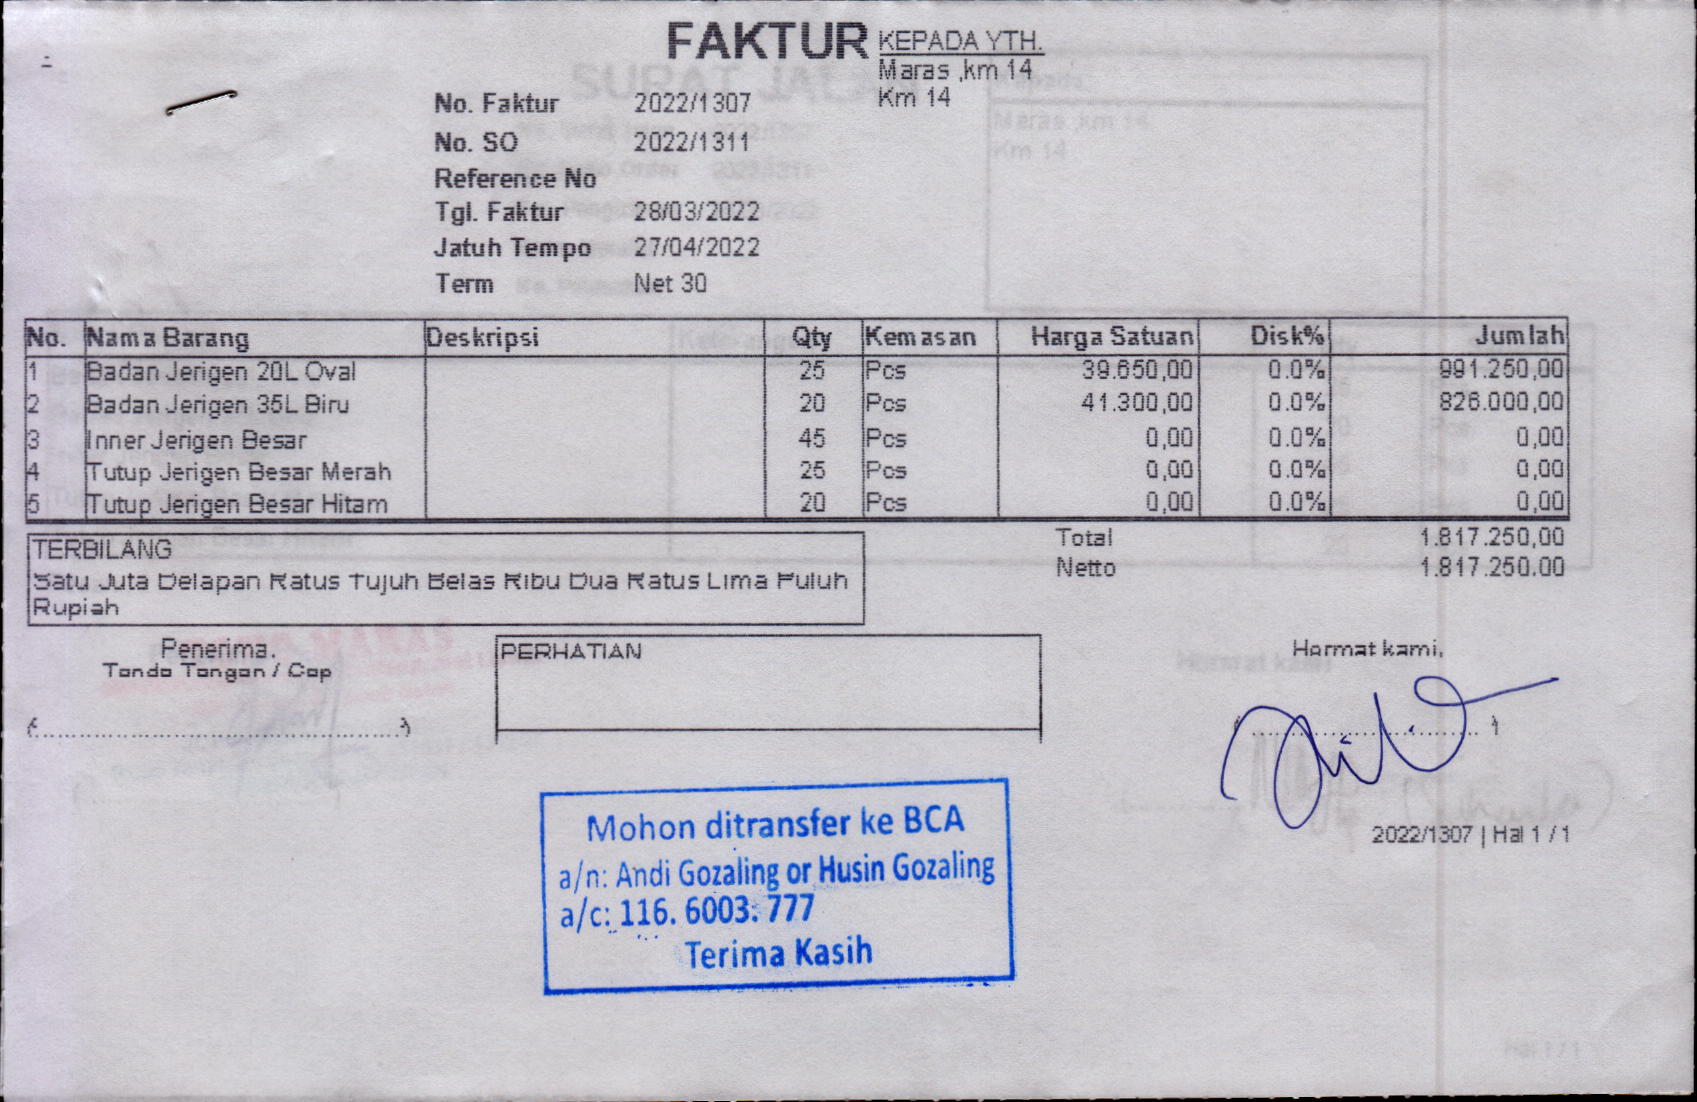 FAKTUR
KEPADA YTH.
Maras ,km 14
Km 14
No. Faktur 2022/1307
No. SO 2022/1311
Reference No
Tgl. Faktur 28/03/2022
Jatuh Tempo 27/04/2022
Term Net 30
No. Nama Barang Deskripsi Qty Kemasan Harga Satuan Disk% Jumlah
1 Badan Jerigen 20L Oval 25 Pcs 39.650,00 0.0% 991.250,00
2 Badan Jerigen 35L Biru 20 Pcs 41.300,00 0.0% 826.000,00
3 Inner Jerigen Besar 45 Pcs 0,00 0.0% 0,00
4 Tutup Jerigen Besar Merah 25 Pcs 0,00 0.0% 0,00
5 Tutup Jerigen Besar Hitam 20 Pcs 0,00 0.0% 0,00
TERBILANG
Satu Juta Delapan Ratus Tujuh Belas Ribu Dua Ratus Lima Puluh
Rupiah
Total 1.817.250,00
Netto 1.817.250.00
Penerima.
Tanda Tangan / Cap
PERHATIAN
Hormat kami,
2022/1307 | Hal 1 / 1
Mohon ditransfer ke BCA
a/n: Andi Gozaling or Husin Gozaling
a/c: 116. 6003. 777
Terima Kasih